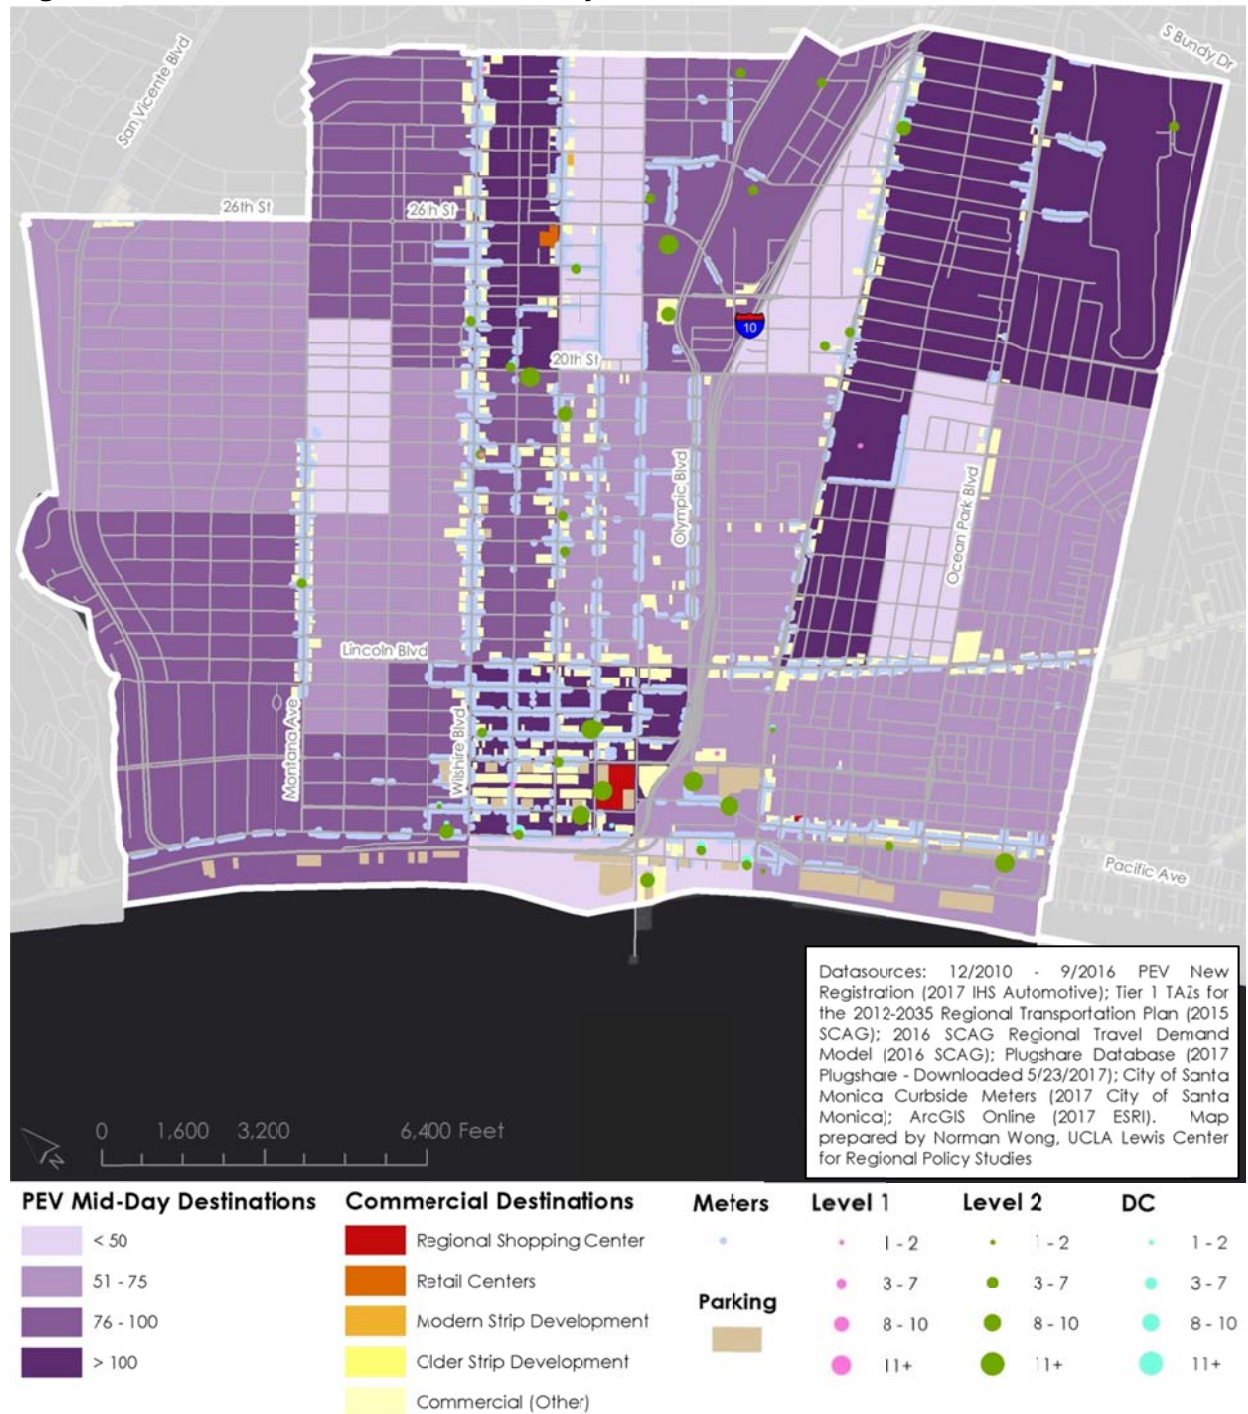 S Bundy Dr
San Vicente Blvd
26th St
26th St
10
20th St
Olympic Blvd
Ocean Park Blvd
Lincoln Blvd
Montana Ave
Wilshire Blvd
Pacific Ave
Datasources: 12/2010 - 9/2016 PEV New
Registration (2017 IHS Automotive); Tier 1 TAZs for
the 2012-2035 Regional Transportation Plan (2015
SCAG); 2016 SCAG Regional Travel Demand
Model (2016 SCAG); Plugshare Database (2017
Plugshare - Downloaded 5/23/2017); City of Santa
Monica Curbside Meters (2017 City of Santa
Monica); ArcGIS Online (2017 ESRI). Map
prepared by Norman Wong, UCLA Lewis Center
for Regional Policy Studies
N
0 1,600 3,200 6,400 Feet
PEV Mid-Day Destinations
< 50
51 - 75
76 - 100
> 100
Commercial Destinations
Regional Shopping Center
Retail Centers
Modern Strip Development
Older Strip Development
Commercial (Other)
Meters
Parking
Level 1
1 - 2
3 - 7
8 - 10
11+
Level 2
1 - 2
3 - 7
8 - 10
11+
DC
1 - 2
3 - 7
8 - 10
11+